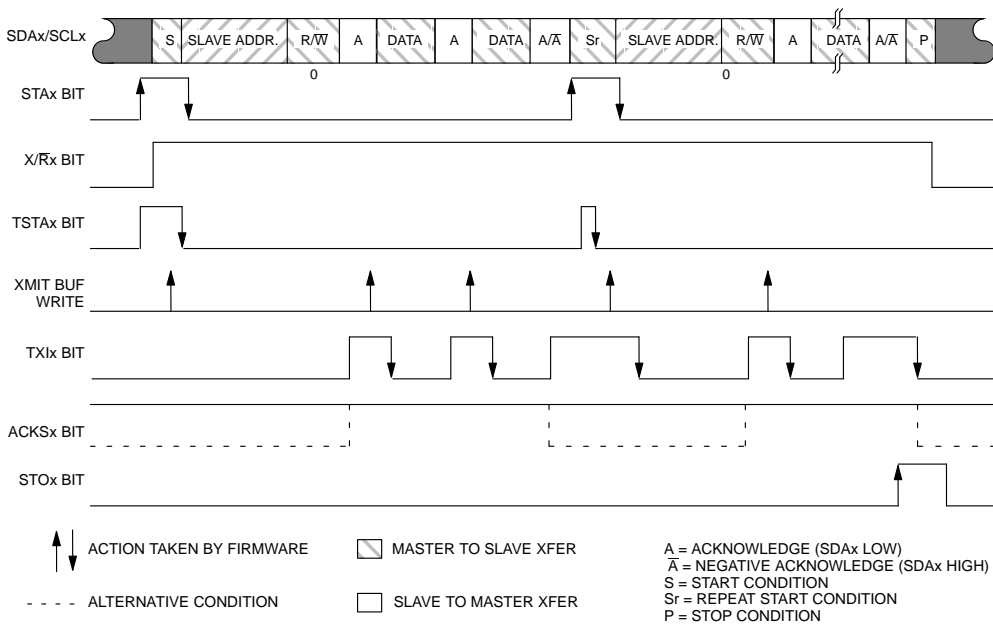 SDAx/SCLx S SLAVE ADDR. R/W̅ A DATA A DATA A/A̅ Sr SLAVE ADDR. R/W̅ A DATA A/A̅ P
0 0
STAx BIT
X/R̅x BIT
TSTAx BIT
XMIT BUF
WRITE
TXIx BIT
ACKSx BIT
STOx BIT
ACTION TAKEN BY FIRMWARE
MASTER TO SLAVE XFER
ALTERNATIVE CONDITION
SLAVE TO MASTER XFER
A = ACKNOWLEDGE (SDAx LOW)
A̅ = NEGATIVE ACKNOWLEDGE (SDAx HIGH)
S = START CONDITION
Sr = REPEAT START CONDITION
P = STOP CONDITION